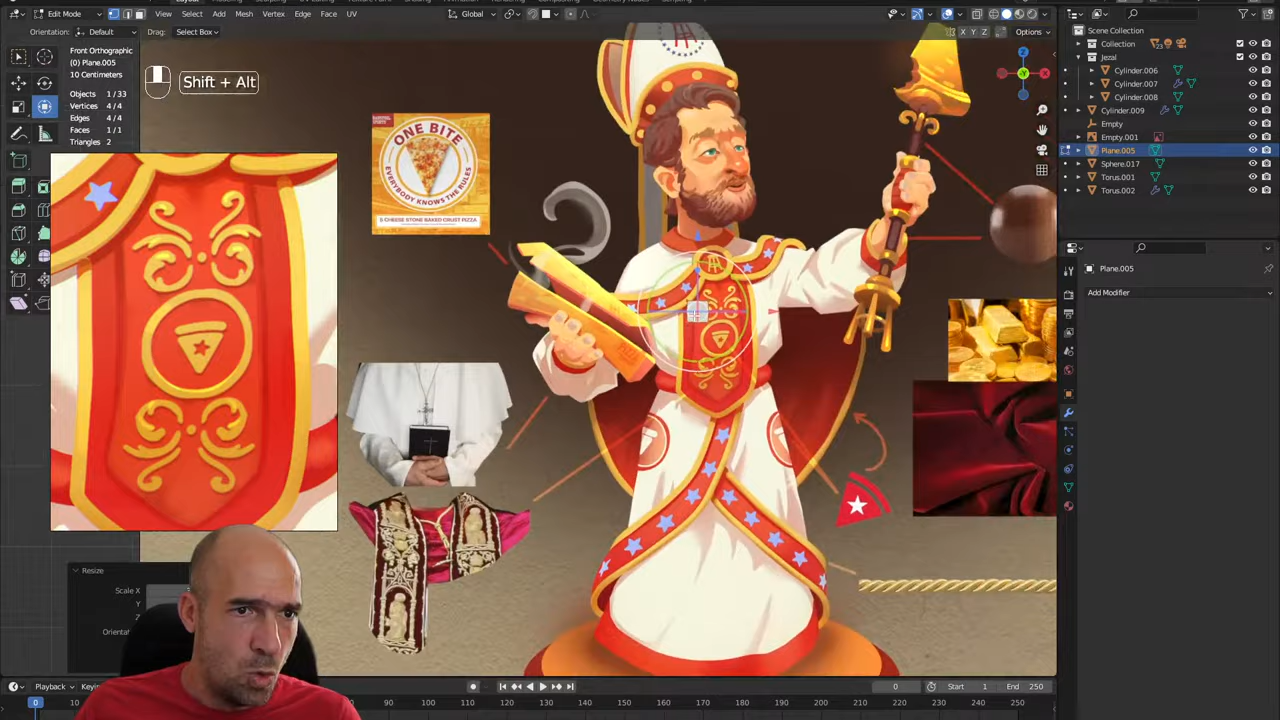 Edit Mode
View
Select
Add
Mesh
Vertex
Edge
Face
UV
Global
Orientation:
Default
Drag:
Select Box
X Y Z
Options
Shift + Alt
Front Orthographic
(0) Plane.005
10 Centimeters
Objects 1/33
Vertices 4/4
Edges 4/4
Faces 1/1
Triangles 2
ONE BITE
EVERYBODY KNOWS THE RULES
5 CHEESE STONE BAKED CRUST PIZZA
Scene Collection
Collection
23
Jezal
Cylinder.006
Cylinder.007
Cylinder.008
Cylinder.009
Empty
Empty.001
Plane.005
Sphere.017
Torus.001
Torus.002
Plane.005
Add Modifier
Resize
Scale X
Y
Z
Playback
0
Start 1
End 250
0
10
80
90
100
110
120
130
140
150
160
170
180
190
200
210
220
230
240
250